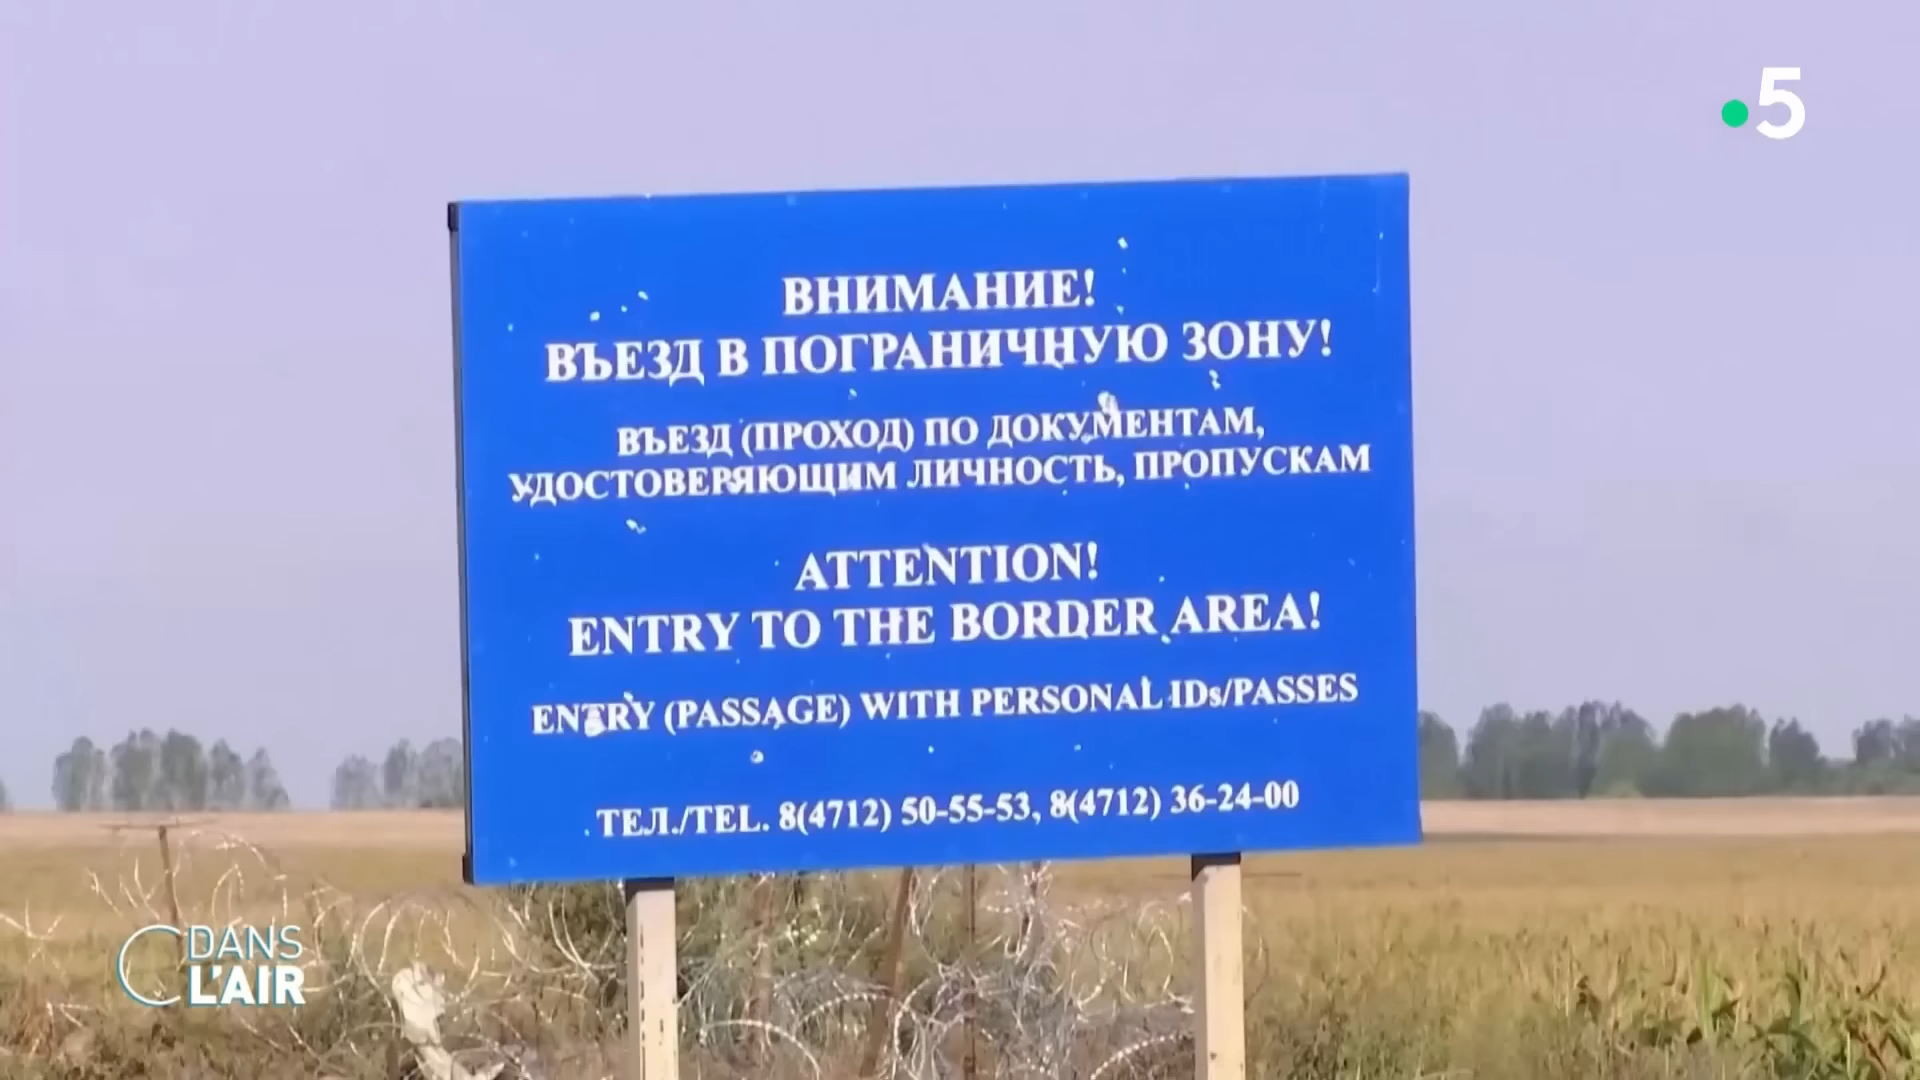 5
ВНИМАНИЕ!
ВЪЕЗД В ПОГРАНИЧНУЮ ЗОНУ!
ВЪЕЗД (ПРОХОД) ПО ДОКУМЕНТАМ,
УДОСТОВЕРЯЮЩИМ ЛИЧНОСТЬ, ПРОПУСКАМ
ATTENTION!
ENTRY TO THE BORDER AREA!
ENTRY (PASSAGE) WITH PERSONAL IDs/PASSES
ТЕЛ./TEL. 8(4712) 50-55-53, 8(4712) 36-24-00
C DANS
L'AIR